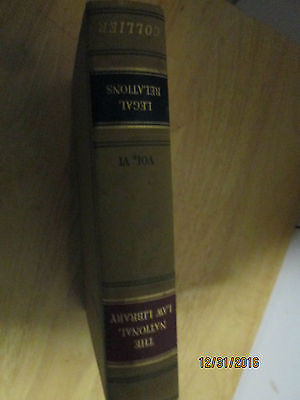 THE
NATIONAL
LAW LIBRARY
VOL. VI
LEGAL
RELATIONS
COLLIER
12/31/2016